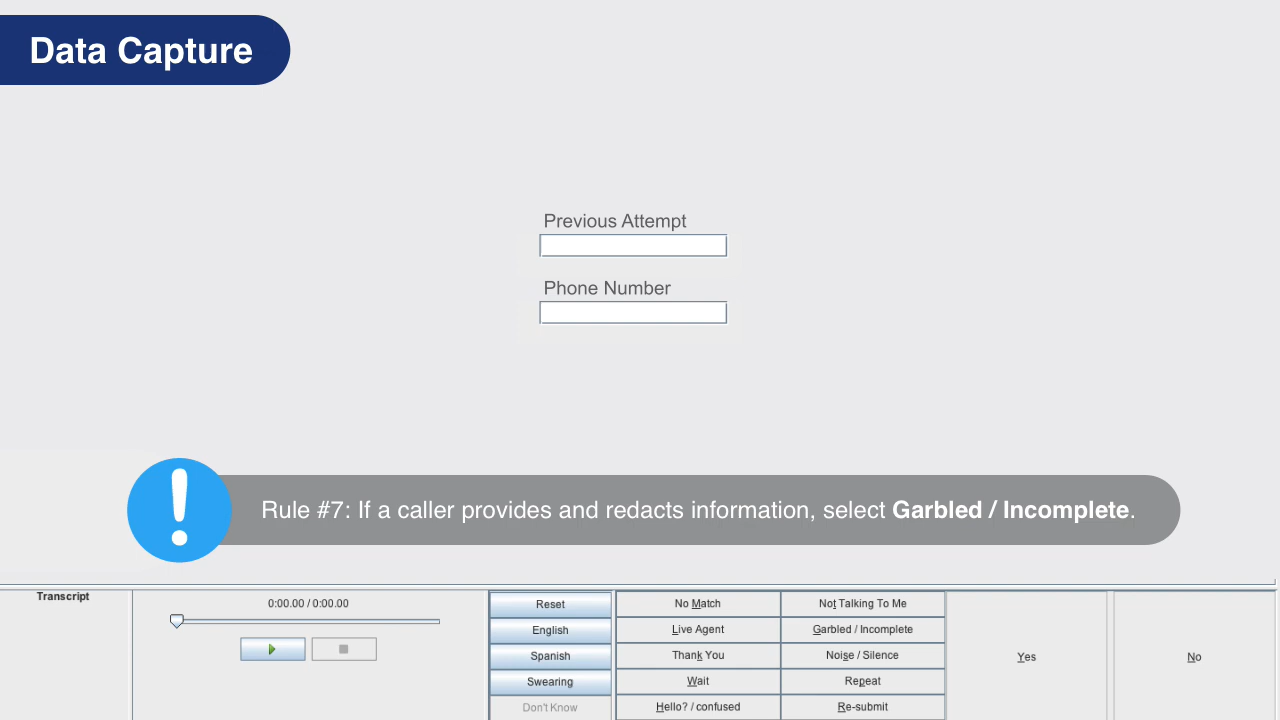 Data Capture
Previous Attempt
Phone Number
Rule #7: If a caller provides and redacts information, select Garbled / Incomplete.
Transcript
0:00.00 / 0:00.00
Reset
English
Spanish
Swearing
Don't Know
No Match
Live Agent
Thank You
Wait
Hello? / confused
Not Talking To Me
Garbled / Incomplete
Noise / Silence
Repeat
Re-submit
Yes
No